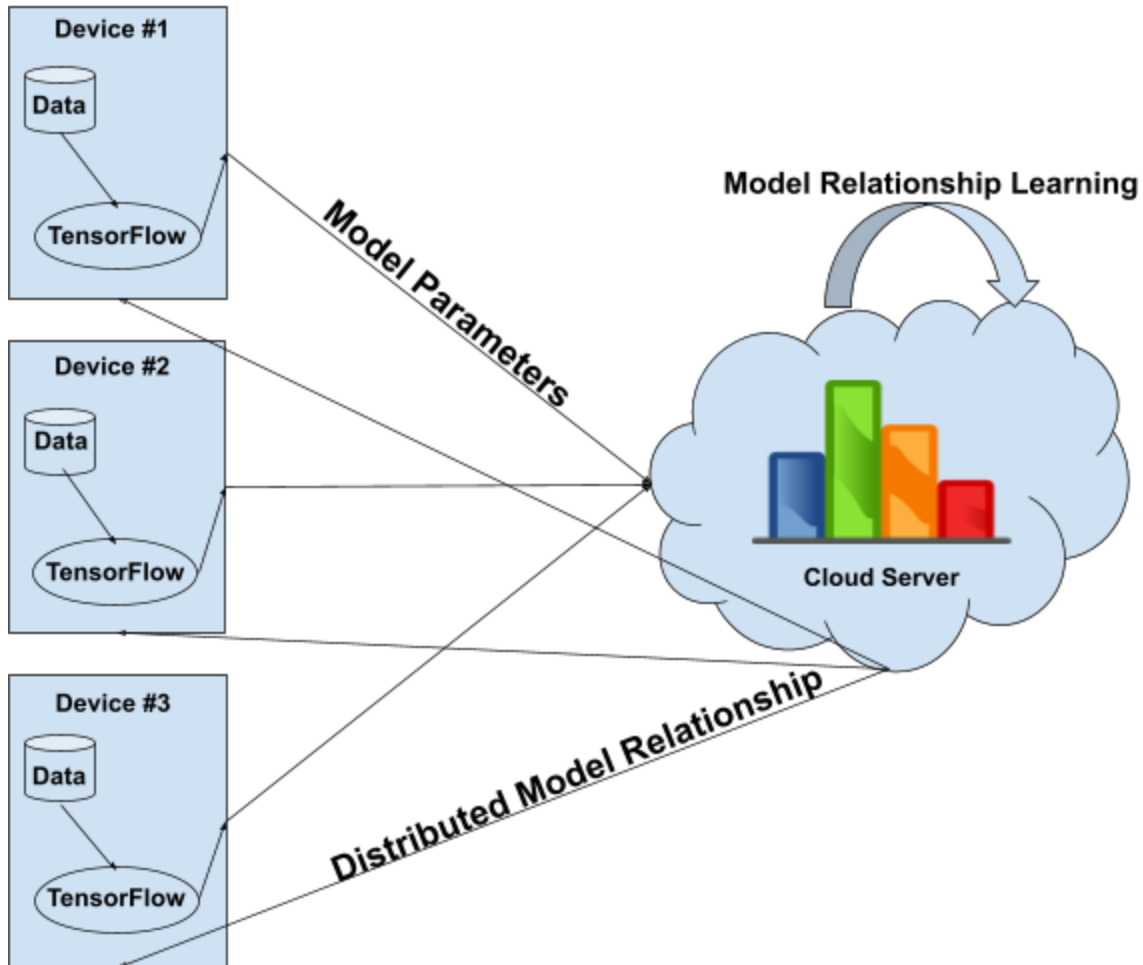 Device #1
Data
TensorFlow
Model Parameters
Model Relationship Learning
Device #2
Data
TensorFlow
Cloud Server
Device #3
Data
TensorFlow
Distributed Model Relationship